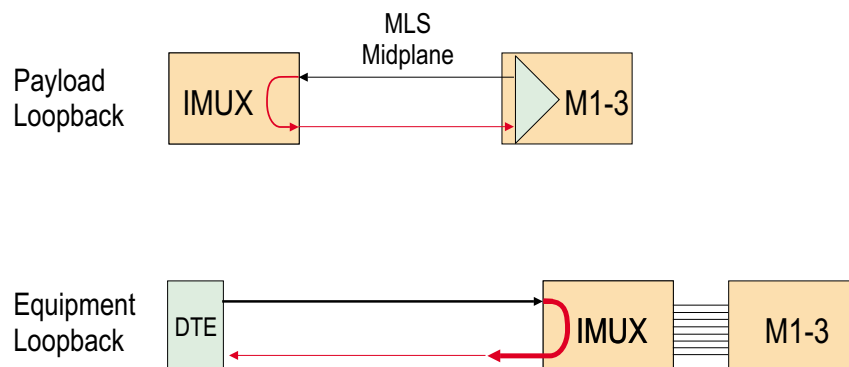 MLS
Midplane
Payload
Loopback
IMUX
M1-3
Equipment
Loopback
DTE
IMUX
M1-3